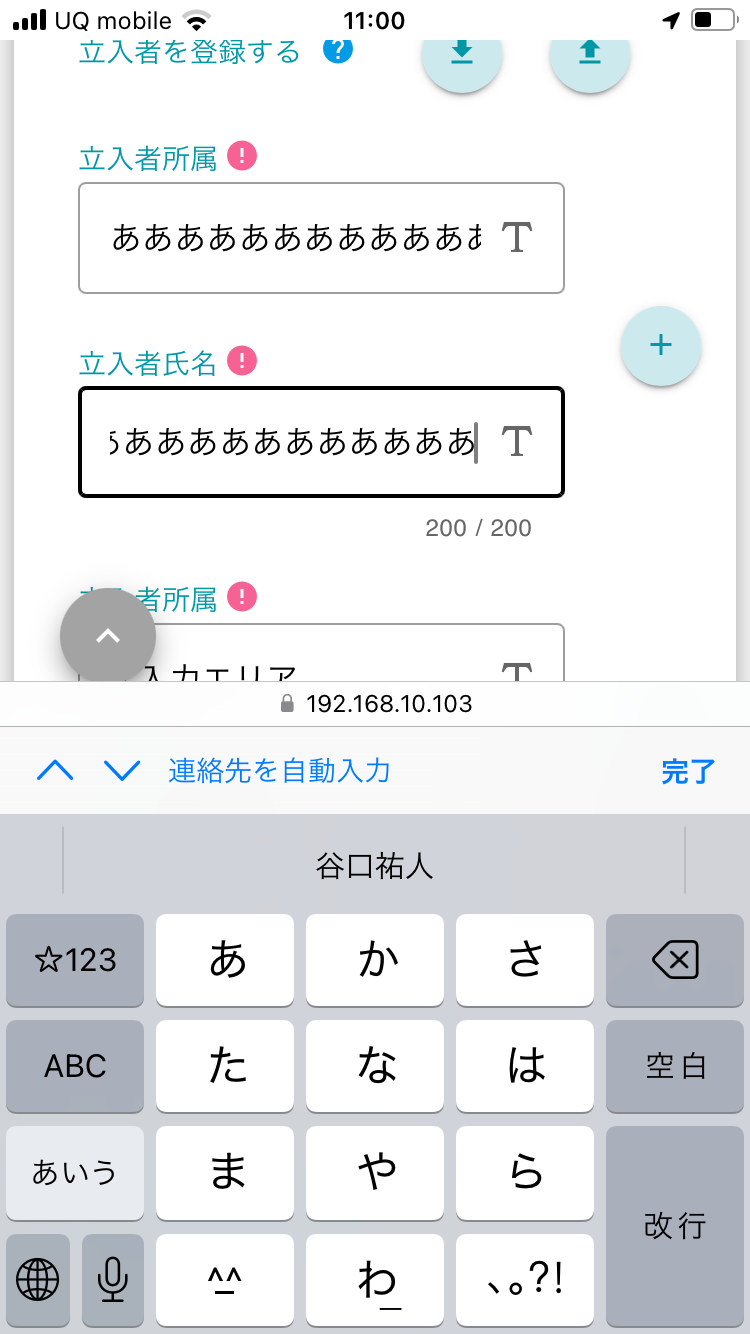 UQ mobile 11:00
立入者を登録する ?
立入者所属 !
ああああああああああああ T
立入者氏名 !
+
あああああああああああ T
200 / 200
者所属 !
入力エリア T
192.168.10.103
連絡先を自動入力 完了
谷口祐人
☆123 あ か さ
ABC た な は 空白
あいう ま や ら
改行
^_^ わ_ 、。?!